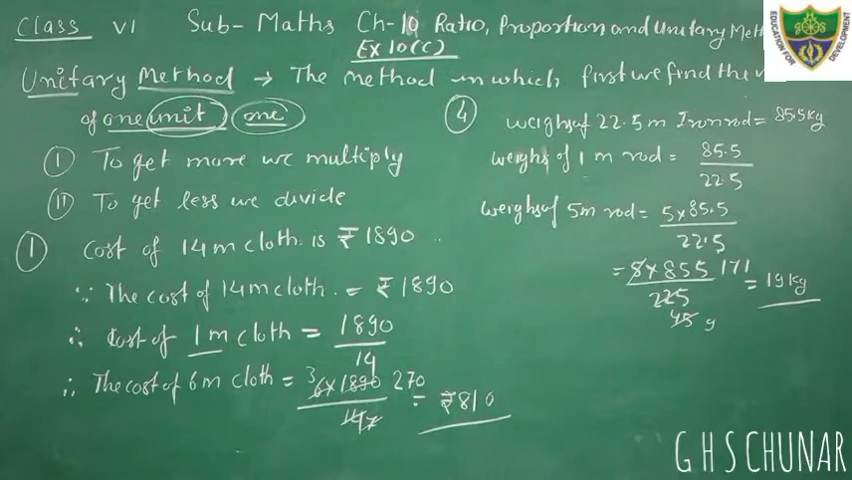 Class VI Sub- Maths Ch-10 Ratio, Proportion and Unitary Meth
Ex 10(C)
Unitary Method → The method in which first we find the v
of one unit one
(I) To get more we multiply
(II) To get less we divide
(1) Cost of 14m cloth is ₹1890
∵ The cost of 14m cloth = ₹1890
∴ Cost of 1m cloth = 1890
14
∴ The cost of 6m cloth = 3 6×1890 270
14 7
= ₹810
(4) weigh of 22.5 m Iron rod = 85.5kg
weigh of 1 m rod = 85.5
22.5
weigh of 5m rod = 5×85.5
22.5
= 5×855 171
225
45 9
= 19kg
EDUCATION FOR DEVELOPMENT
G H S CHUNAR